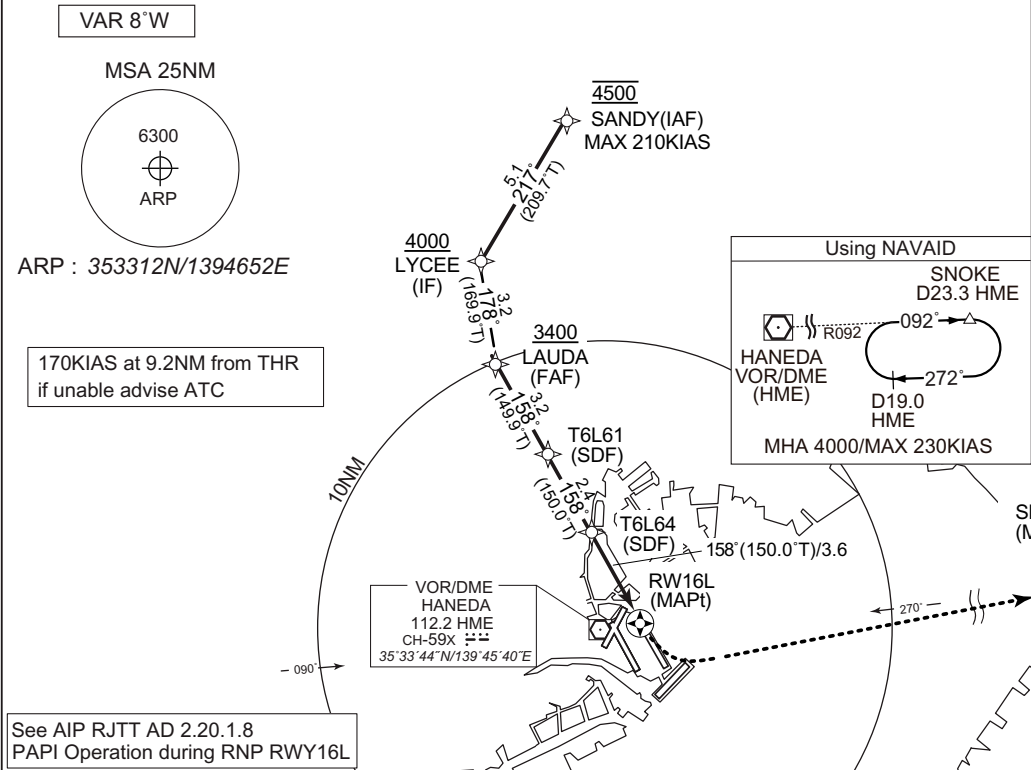 VAR 8°W
MSA 25NM
6300
ARP
ARP : 353312N/1394652E
170KIAS at 9.2NM from THR
if unable advise ATC
4500
SANDY(IAF)
MAX 210KIAS
5.1
217°
(209.7°T)
4000
LYCEE
(IF)
3.2
178°
(169.9°T)
3400
LAUDA
(FAF)
3.2
158°
(149.9°T)
T6L61
(SDF)
2.4
158°
(150.0°T)
T6L64
(SDF)
158°(150.0°T)/3.6
RW16L
(MAPt)
10NM
Using NAVAID
SNOKE
D23.3 HME
092°
R092
HANEDA
VOR/DME
(HME)
272°
D19.0
HME
MHA 4000/MAX 230KIAS
VOR/DME
HANEDA
112.2 HME
CH-59X
35°33′44″N/139°45′40″E
270°
090°
See AIP RJTT AD 2.20.1.8
PAPI Operation during RNP RWY16L